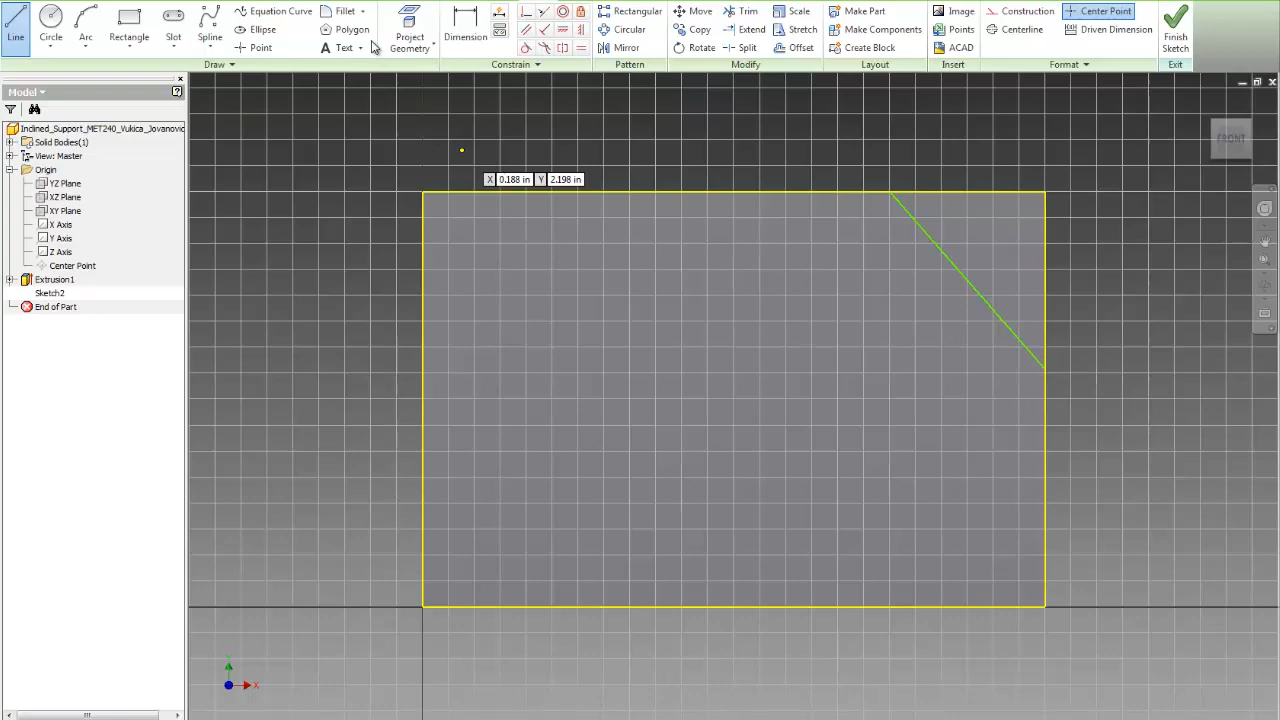 Line
Circle
Arc
Rectangle
Slot
Spline
Equation Curve
Ellipse
Point
Fillet
Polygon
A Text
Project
Geometry
Dimension
Rectangular
Circular
Mirror
Move
Copy
Rotate
Trim
Extend
Split
Scale
Stretch
Offset
Make Part
Make Components
Create Block
Image
Points
ACAD
Construction
Centerline
Center Point
Driven Dimension
Finish
Sketch
Draw
Constrain
Pattern
Modify
Layout
Insert
Format
Exit
Model
Inclined_Support_MET240_Vukica_Jovanovic
Solid Bodies(1)
View: Master
Origin
YZ Plane
XZ Plane
XY Plane
X Axis
Y Axis
Z Axis
Center Point
Extrusion1
Sketch2
End of Part
X 0.188 in Y 2.198 in
FRONT
Y
X